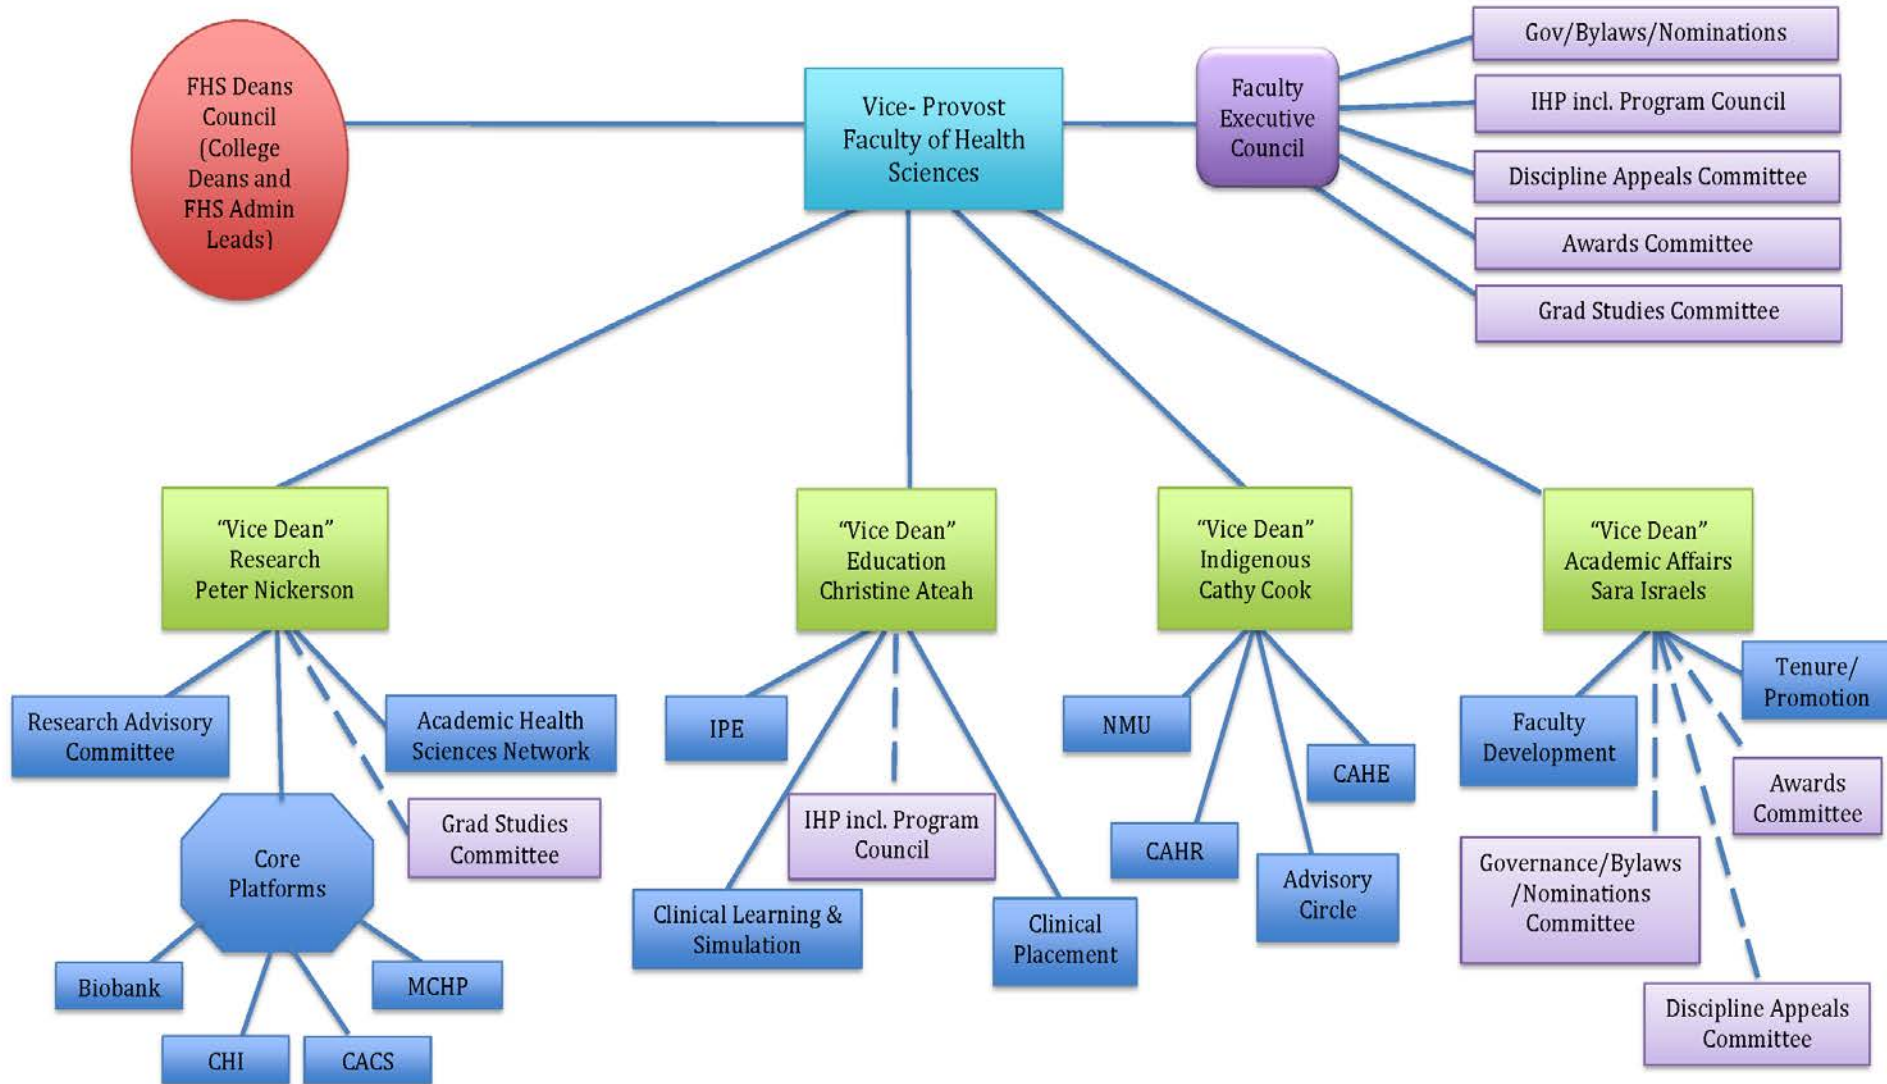 FHS Deans
Council
(College
Deans and
FHS Admin
Leads)
Vice- Provost
Faculty of Health
Sciences
Faculty
Executive
Council
Gov/Bylaws/Nominations
IHP incl. Program Council
Discipline Appeals Committee
Awards Committee
Grad Studies Committee
“Vice Dean”
Research
Peter Nickerson
“Vice Dean”
Education
Christine Ateah
“Vice Dean”
Indigenous
Cathy Cook
“Vice Dean”
Academic Affairs
Sara Israels
Research Advisory
Committee
Academic Health
Sciences Network
Grad Studies
Committee
Core
Platforms
Biobank
CHI
CACS
MCHP
IPE
IHP incl. Program
Council
Clinical Learning &
Simulation
Clinical
Placement
NMU
CAHR
Advisory
Circle
CAHE
Faculty
Development
Tenure/
Promotion
Awards
Committee
Governance/Bylaws
/Nominations
Committee
Discipline Appeals
Committee